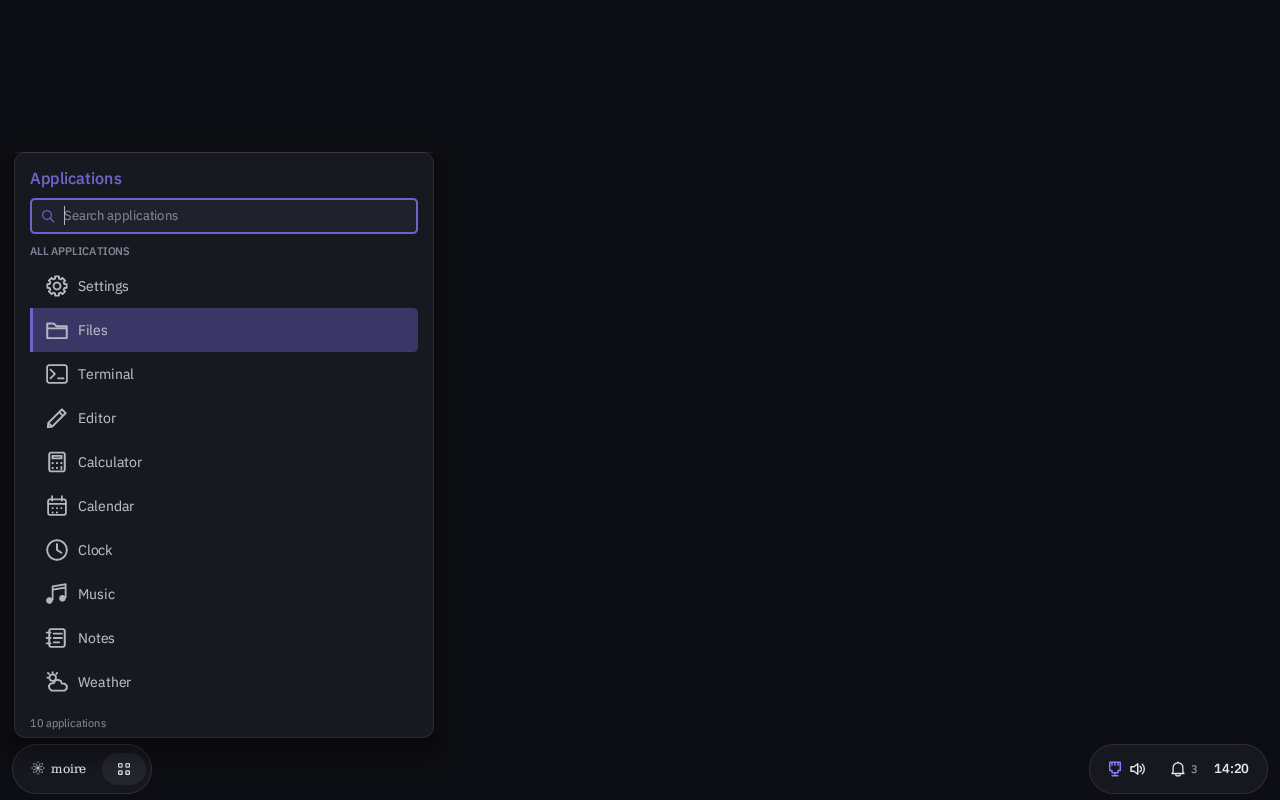 Applications
Search applications
ALL APPLICATIONS
Settings
Files
Terminal
Editor
Calculator
Calendar
Clock
Music
Notes
Weather
10 applications
moire
3
14:20